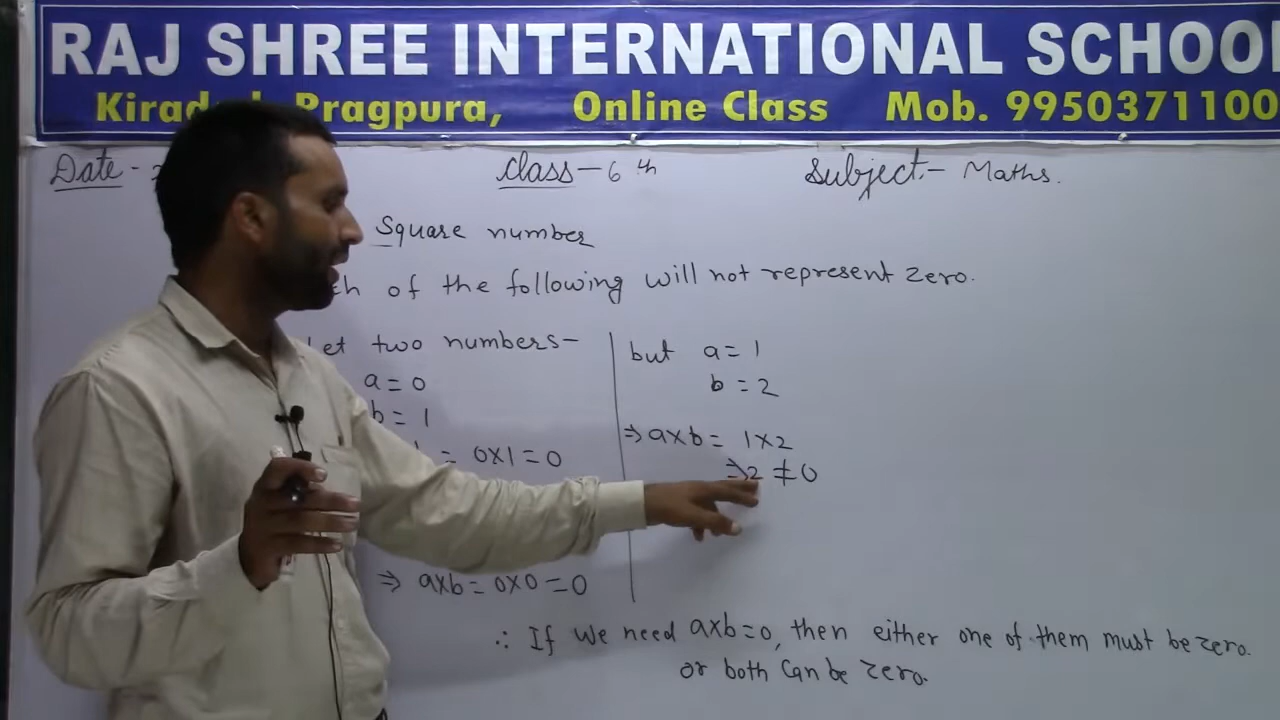 RAJ SHREE INTERNATIONAL SCHOOL
Pragpura, Online Class Mob. 9950371100
Date - Class - 6th Subject - Maths.
Square number
of the following will not represent zero.
Let two numbers-
a = 0
b = 1
= 0x1 = 0
⇒ axb = 0x0 = 0
but a = 1
b = 2
⇒ axb = 1x2
⇒ 2 ≠ 0
∴ If we need axb=0, then either one of them must be zero.
or both can be zero.